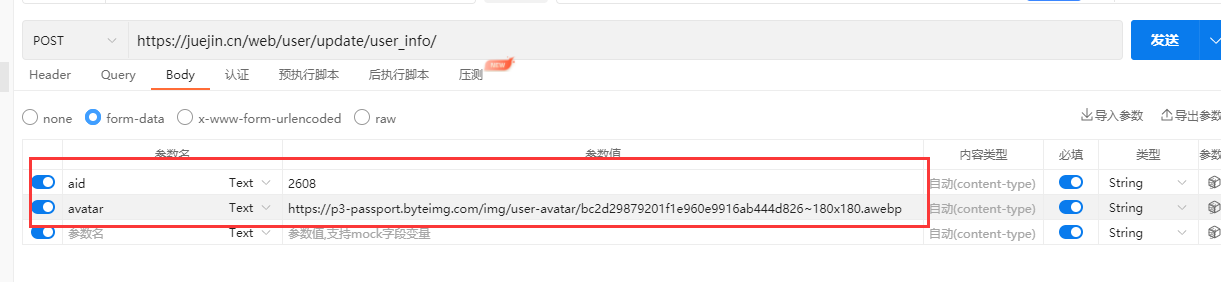 POST https://juejin.cn/web/user/update/user_info/ 发送
Header Query Body 认证 预执行脚本 后执行脚本 压测 NEW
none form-data x-www-form-urlencoded raw 导入参数 导出参数
参数名 参数值 内容类型 必填 类型 参数
aid Text 2608 自动(content-type) String
avatar Text https://p3-passport.byteimg.com/img/user-avatar/bc2d29879201f1e960e9916ab444d826~180x180.awebp 自动(content-type) String
参数名 Text 参数值,支持mock字段变量 自动(content-type) String